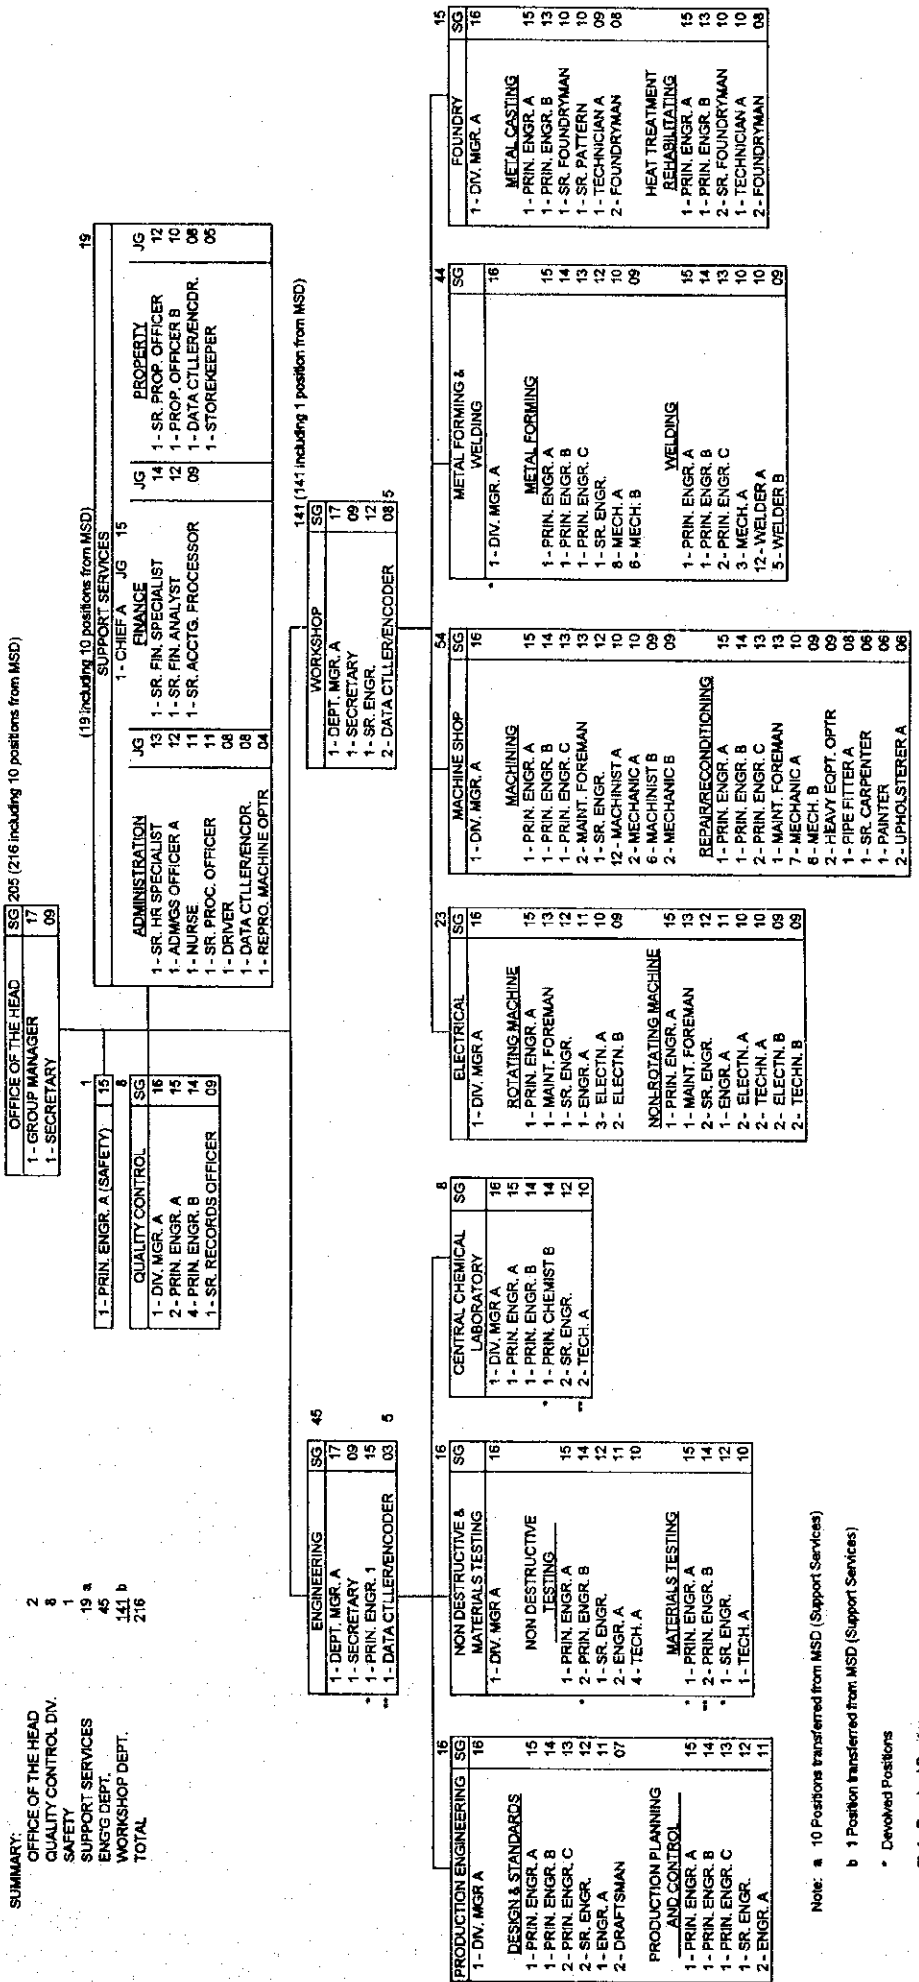 SUMMARY:
OFFICE OF THE HEAD 2
QUALITY CONTROL DIV. 8
SAFETY 1
SUPPORT SERVICES 19 a
ENG'G DEPT. 45
WORKSHOP DEPT. 141 b
TOTAL 216
OFFICE OF THE HEAD SG 205 (216 including 10 positions from MSD)
1 - GROUP MANAGER 17
1 - SECRETARY 09
1 - PRIN. ENGR. A (SAFETY) 15 1
8
QUALITY CONTROL SG
1 - DIV. MGR. A 16
2 - PRIN. ENGR. A 15
4 - PRIN. ENGR. B 14
1 - SR. RECORDS OFFICER 09
(19 including 10 positions from MSD) 19
SUPPORT SERVICES
1 - CHIEF A JG 15
ADMINISTRATION JG
1 - SR. HR SPECIALIST 13
1 - ADM/GS OFFICER A 12
1 - NURSE 11
1 - SR. PROC. OFFICER 11
1 - DRIVER 08
1 - DATA CTLLER/ENCDR. 08
1 - REPRO. MACHINE OPTR 04
FINANCE JG
1 - SR. FIN. SPECIALIST 14
1 - SR. FIN. ANALYST 12
1 - SR. ACCTG. PROCESSOR 09
PROPERTY JG
1 - SR. PROP. OFFICER 12
1 - PROP. OFFICER B 10
1 - DATA CTLLER/ENCDR. 08
1 - STOREKEEPER 05
ENGINEERING SG 45
1 - DEPT. MGR. A 17
1 - SECRETARY 09
* 1 - PRIN. ENGR. 1 15
** 1 - DATA CTLLER/ENCODER 03 5
141 (141 including 1 position from MSD)
WORKSHOP SG
1 - DEPT. MGR. A 17
1 - SECRETARY 09
1 - SR. ENGR. 12
2 - DATA CTLLER/ENCODER 08 5
16
PRODUCTION ENGINEERING SG
1 - DIV. MGR A 16
DESIGN & STANDARDS
1 - PRIN. ENGR. A 15
1 - PRIN. ENGR. B 14
2 - PRIN. ENGR. C 13
2 - SR. ENGR. 12
1 - ENGR. A 11
2 - DRAFTSMAN 07
PRODUCTION PLANNING
AND CONTROL
1 - PRIN. ENGR. A 15
1 - PRIN. ENGR. B 14
1 - PRIN. ENGR. C 13
1 - SR. ENGR. 12
2 - ENGR. A 11
16
NON DESTRUCTIVE & SG
MATERIALS TESTING
1 - DIV. MGR A 16
NON DESTRUCTIVE
TESTING
1 - PRIN. ENGR. A 15
* 2 - PRIN. ENGR. B 14
1 - SR. ENGR. 12
2 - ENGR. A 11
4 - TECH. A 10
MATERIALS TESTING
* 1 - PRIN. ENGR. A 15
** 2 - PRIN. ENGR. B 14
* 1 - SR. ENGR. 12
1 - TECH. A 10
8
CENTRAL CHEMICAL SG
LABORATORY
1 - DIV. MGR A 16
1 - PRIN. ENGR. A 15
1 - PRIN. ENGR. B 14
* 1 - PRIN. CHEMIST B 14
2 - SR. ENGR. 12
** 2 - TECH. A 10
23
ELECTRICAL SG
1 - DIV. MGR A 16
ROTATING MACHINE
1 - PRIN. ENGR. A 15
1 - MAINT. FOREMAN 13
1 - SR. ENGR. 12
1 - ENGR. A 11
3 - ELECTN. A 10
2 - ELECTN. B 09
NON-ROTATING MACHINE
1 - PRIN. ENGR. A 15
1 - MAINT. FOREMAN 13
2 - SR. ENGR. 12
1 - ENGR. A 11
2 - ELECTN. A 10
2 - TECHN. A 10
2 - ELECTN. B 09
2 - TECHN. B 09
54
MACHINE SHOP SG
1 - DIV. MGR. A 16
MACHINING
1 - PRIN. ENGR. A 15
1 - PRIN. ENGR. B 14
1 - PRIN. ENGR. C 13
2 - MAINT. FOREMAN 13
1 - SR. ENGR. 12
12 - MACHINIST A 10
2 - MECHANIC A 10
6 - MACHINIST B 09
2 - MECHANIC B 09
REPAIR/RECONDITIONING
1 - PRIN. ENGR. A 15
1 - PRIN. ENGR. B 14
2 - PRIN. ENGR. C 13
1 - MAINT. FOREMAN 13
7 - MECHANIC A 10
6 - MECH. B 09
2 - HEAVY EQPT. OPTR 09
1 - PIPE FITTER A 08
1 - SR. CARPENTER 06
1 - PAINTER 06
2 - UPHOLSTERER A 06
44
METAL FORMING & SG
WELDING
* 1 - DIV. MGR. A 16
METAL FORMING
1 - PRIN. ENGR. A 15
1 - PRIN. ENGR. B 14
1 - PRIN. ENGR. C 13
1 - SR. ENGR. 12
8 - MECH. A 10
6 - MECH. B 09
WELDING
1 - PRIN. ENGR. A 15
1 - PRIN. ENGR. B 14
2 - PRIN. ENGR. C 13
3 - MECH. A 10
12 - WELDER A 10
5 - WELDER B 09
15
FOUNDRY SG
1 - DIV. MGR. A 16
METAL CASTING
1 - PRIN. ENGR. A 15
1 - PRIN. ENGR. B 13
1 - SR. FOUNDRYMAN 10
1 - SR. PATTERN 10
1 - TECHNICIAN A 09
2 - FOUNDRYMAN 08
HEAT TREATMENT
REHABILITATING
1 - PRIN. ENGR. A 15
1 - PRIN. ENGR. B 13
2 - SR. FOUNDRYMAN 10
1 - TECHNICIAN A 10
2 - FOUNDRYMAN 08
Note: a 10 Positions transferred from MSD (Support Services)
b 1 Position transferred from MSD (Support Services)
* Devolved Positions